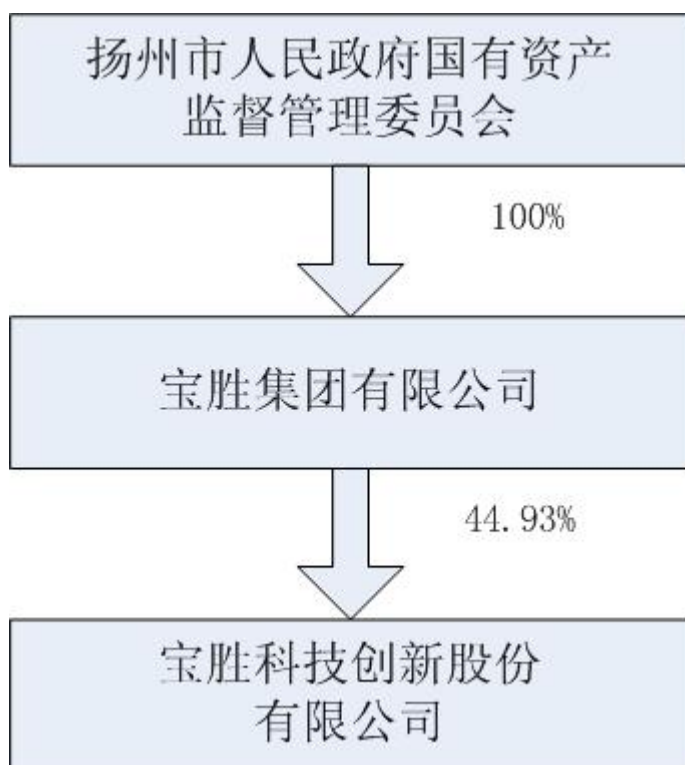 扬州市人民政府国有资产
监督管理委员会
100%
宝胜集团有限公司
44.93%
宝胜科技创新股份
有限公司